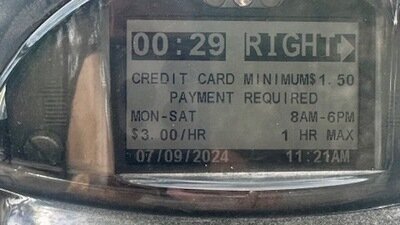 00:29 RIGHT
CREDIT CARD MINIMUM$1.50
PAYMENT REQUIRED
MON-SAT 8AM-6PM
$3.00/HR 1 HR MAX
07/09/2024 11:21AM